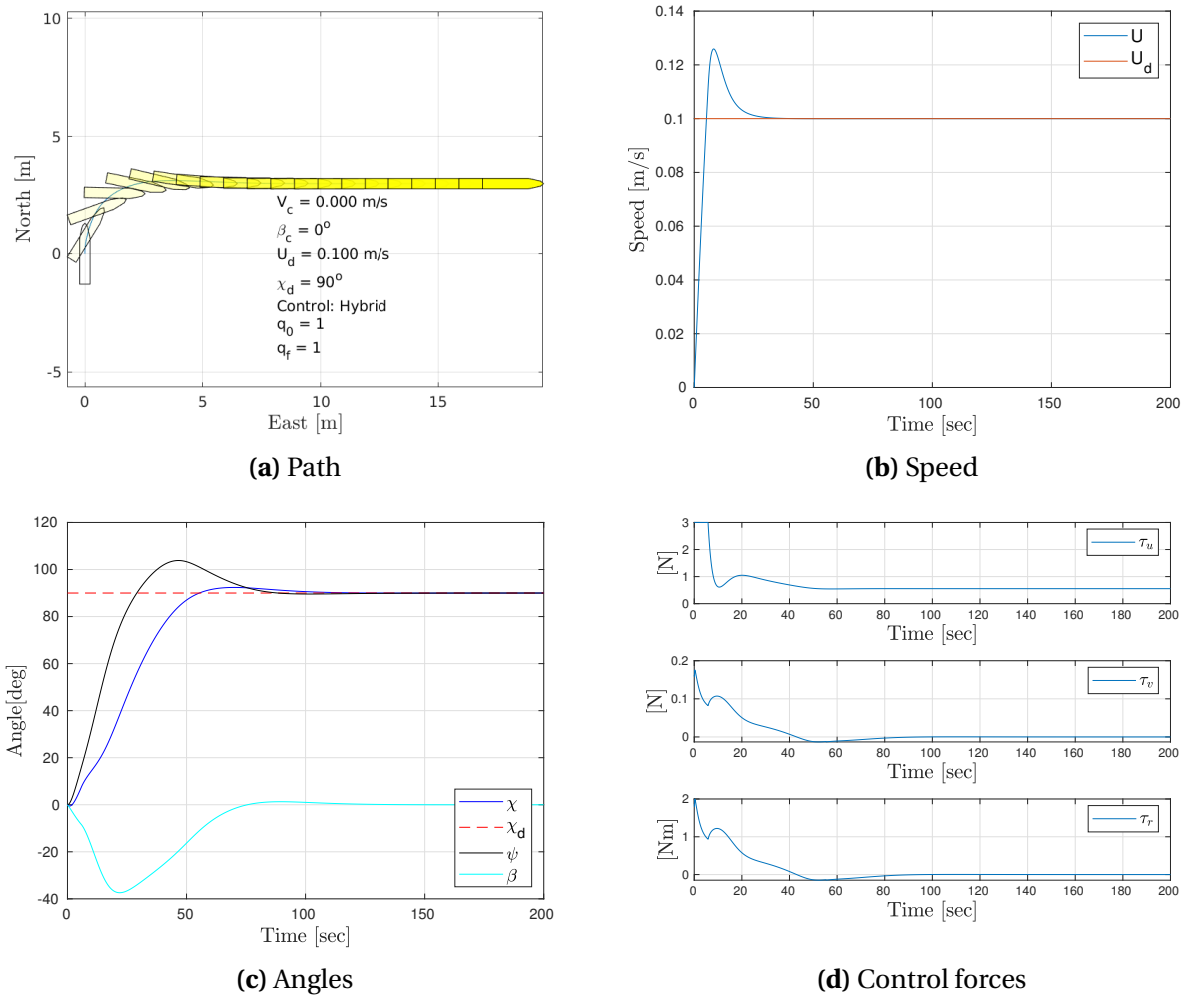 10
5
0
-5
North [m]
V_c = 0.000 m/s
β_c = 0°
U_d = 0.100 m/s
χ_d = 90°
Control: Hybrid
q_0 = 1
q_f = 1
0 5 10 15
East [m]
(a) Path
0.14
0.12
0.1
0.08
0.06
0.04
0.02
0
Speed [m/s]
U
U_d
0 50 100 150 200
Time [sec]
(b) Speed
120
100
80
60
40
20
0
-20
-40
Angle[deg]
χ
χ_d
ψ
β
0 50 100 150 200
Time [sec]
(c) Angles
3
2
1
0
[N]
τ_u
0 20 40 60 80 100 120 140 160 180 200
Time [sec]
0.2
0.1
0
[N]
τ_v
0 20 40 60 80 100 120 140 160 180 200
Time [sec]
2
1
0
[Nm]
τ_r
0 20 40 60 80 100 120 140 160 180 200
Time [sec]
(d) Control forces